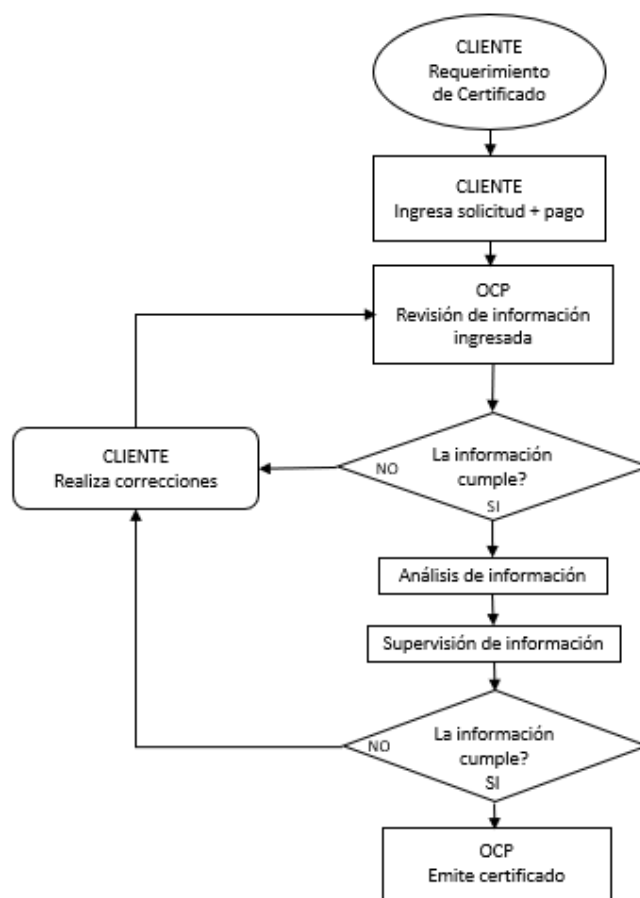 CLIENTE
Requerimiento
de Certificado
CLIENTE
Ingresa solicitud + pago
OCP
Revisión de información
ingresada
CLIENTE
Realiza correcciones
La información
NO
cumple?
SI
Análisis de información
Supervisión de información
La información
NO
cumple?
SI
OCP
Emite certificado